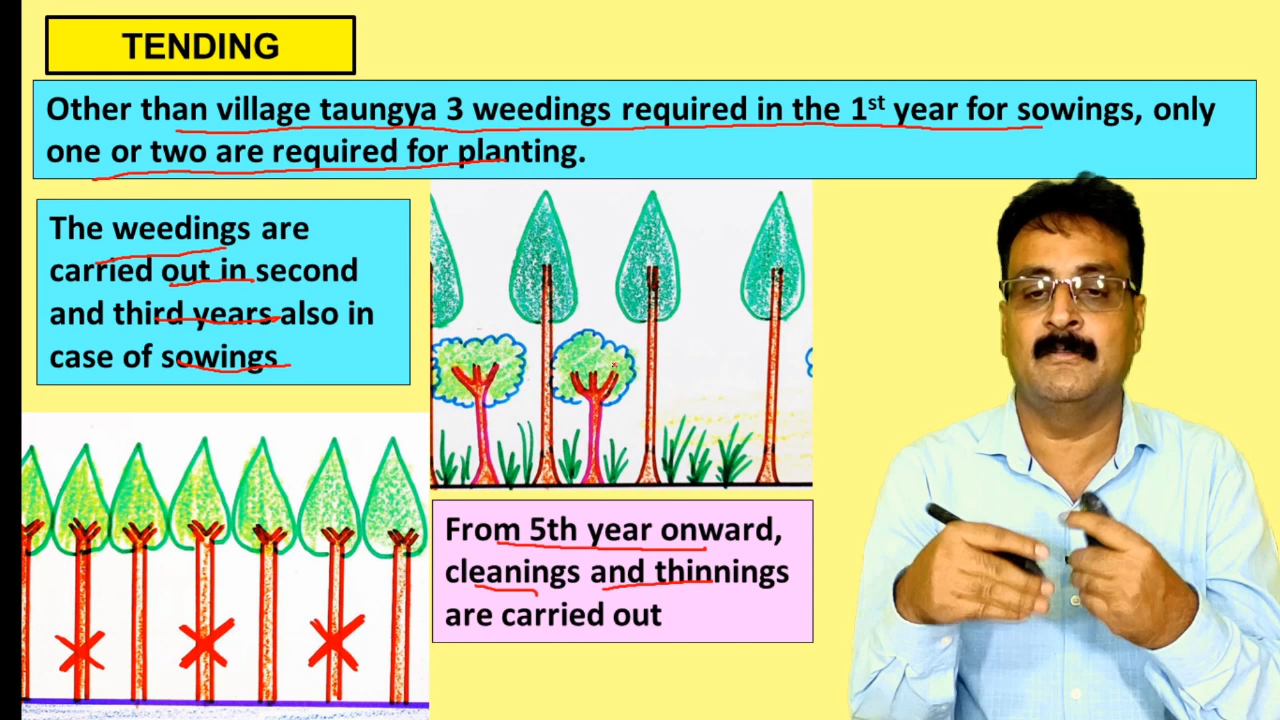 TENDING
Other than village taungya 3 weedings required in the 1st year for sowings, only
one or two are required for planting.
The weedings are
carried out in second
and third years also in
case of sowings
From 5th year onward,
cleanings and thinnings
are carried out